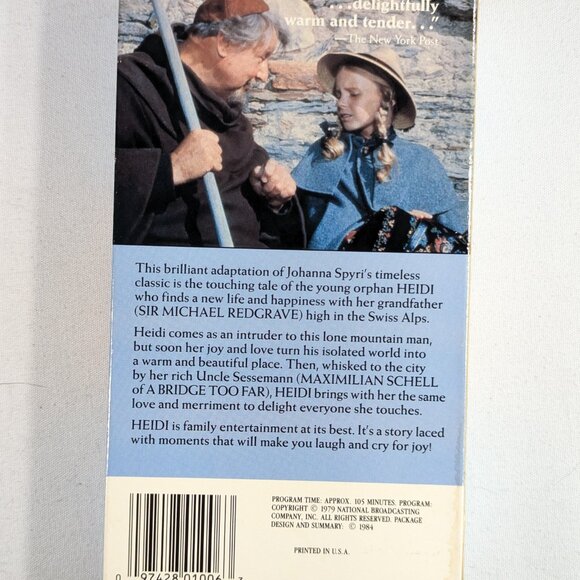 . . .delightfully
warm and tender. . ."
—The New York Post
This brilliant adaptation of Johanna Spyri's timeless
classic is the touching tale of the young orphan HEIDI
who finds a new life and happiness with her grandfather
(SIR MICHAEL REDGRAVE) high in the Swiss Alps.
Heidi comes as an intruder to this lone mountain man,
but soon her joy and love turn his isolated world into
a warm and beautiful place. Then, whisked to the city
by her rich Uncle Sessemann (MAXIMILIAN SCHELL
of A BRIDGE TOO FAR), HEIDI brings with her the same
love and merriment to delight everyone she touches.
HEIDI is family entertainment at its best. It's a story laced
with moments that will make you laugh and cry for joy!
PROGRAM TIME: APPROX. 105 MINUTES: PROGRAM:
COPYRIGHT © 1979 NATIONAL BROADCASTING
COMPANY, INC. ALL RIGHTS RESERVED. PACKAGE
DESIGN AND SUMMARY: © 1984
PRINTED IN U.S.A.
0 97428 01006 3